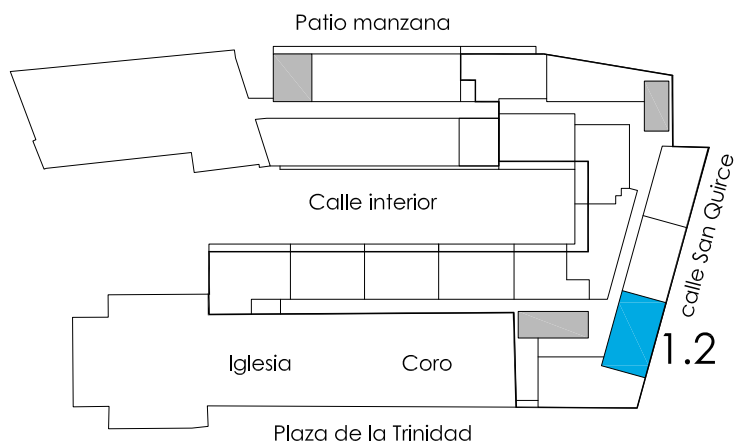 Patio manzana
Calle interior
calle San Quirce
1.2
Iglesia
Coro
Plaza de la Trinidad